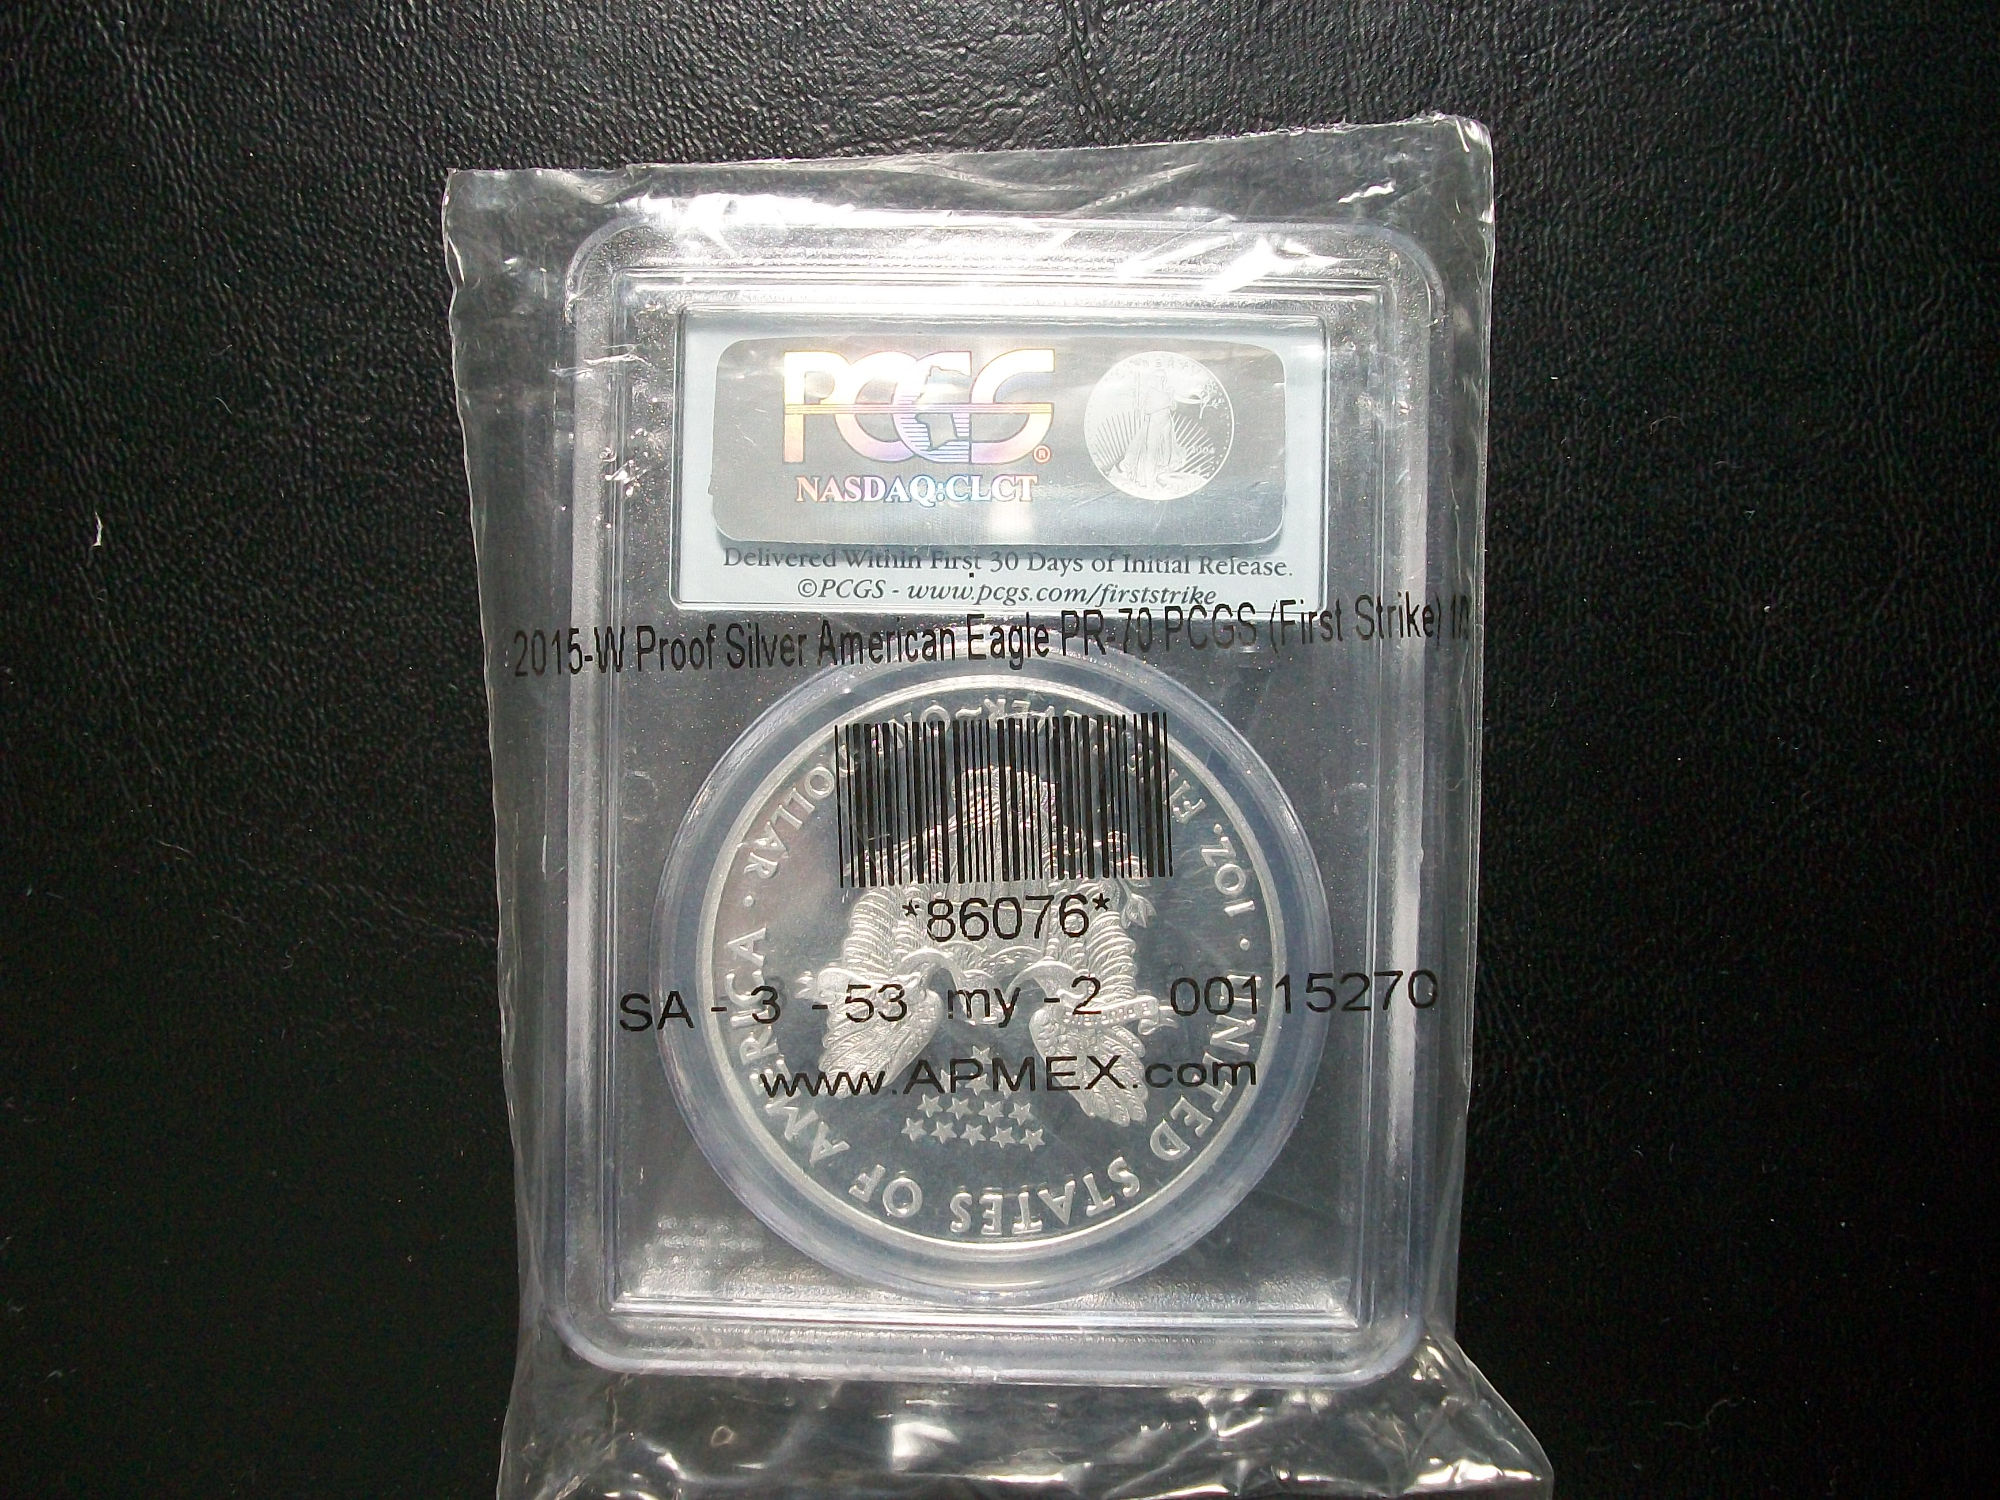 PCGS®
NASDAQ:CLCT
Delivered Within First 30 Days of Initial Release.
©PCGS - www.pcgs.com/firststrike
2015-W Proof Silver American Eagle PR-70 PCGS (First Strike)
*86076*
SA - 3 - 53 my - 2 00115270
www.APMEX.com
UNITED STATES OF AMERICA
1 OZ. DOLLAR